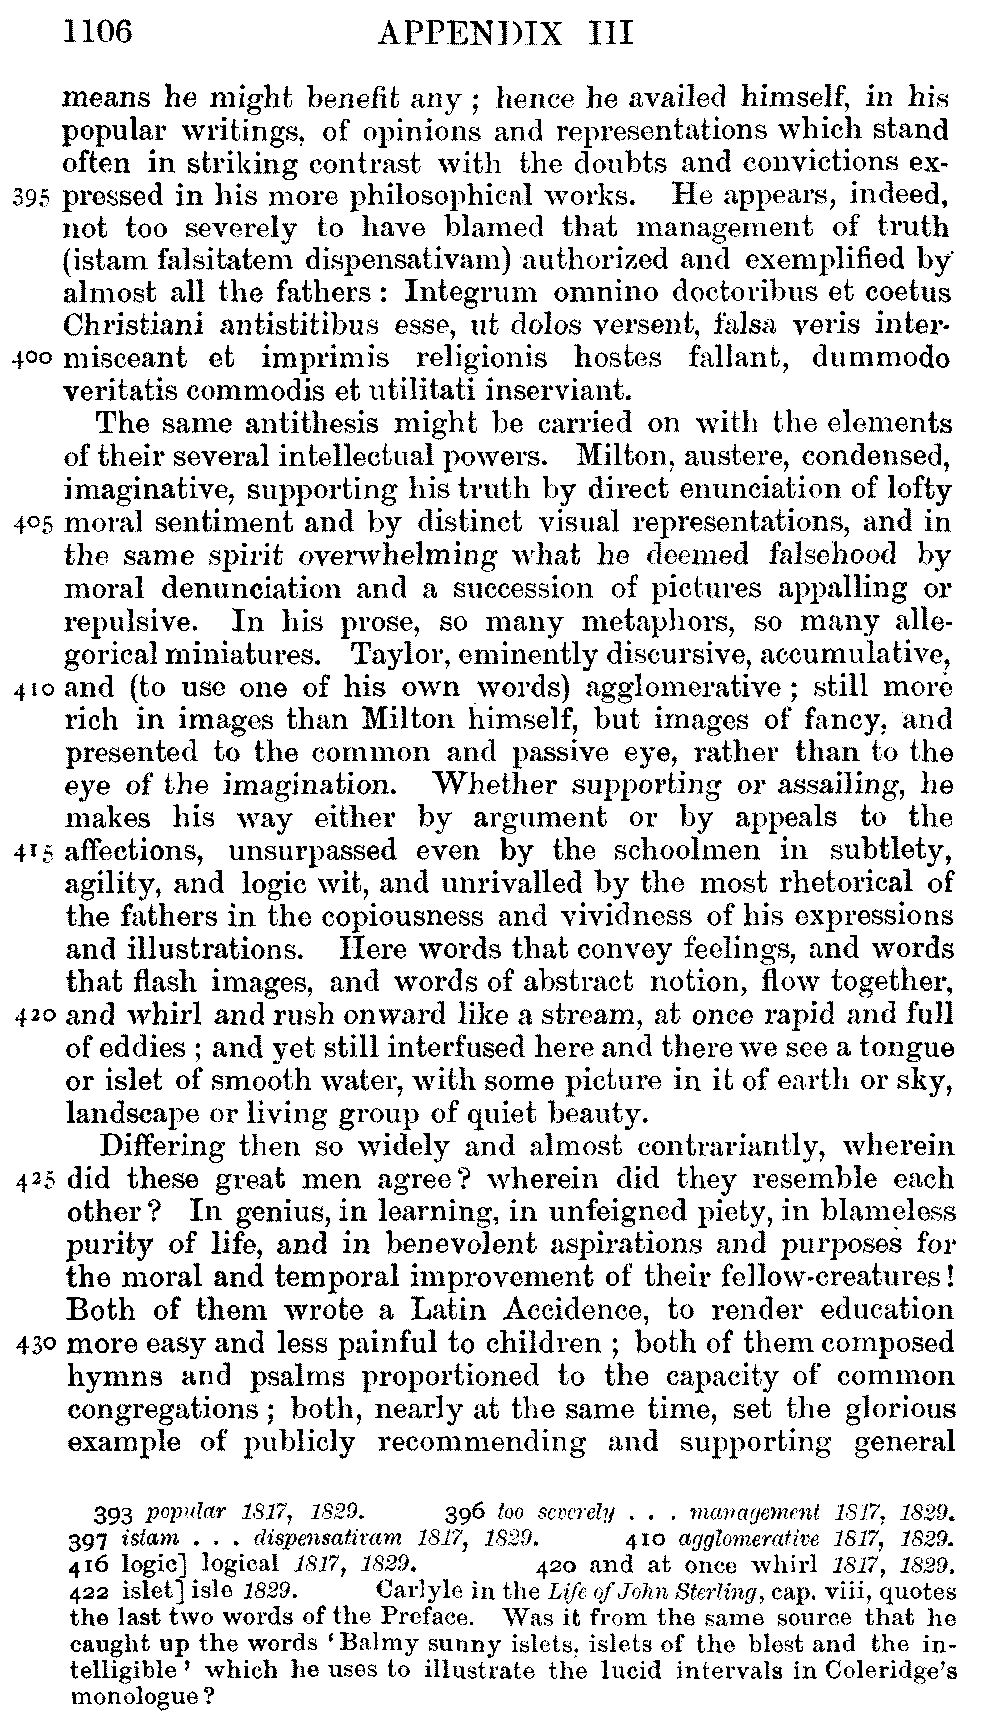 1106 APPENDIX III
means he might benefit any ; hence he availed himself, in his
popular writings, of opinions and representations which stand
often in striking contrast with the doubts and convictions ex-
395 pressed in his more philosophical works. He appears, indeed,
not too severely to have blamed that management of truth
(istam falsitatem dispensativam) authorized and exemplified by
almost all the fathers : Integrum omnino doctoribus et coetus
Christiani antistitibus esse, ut dolos versent, falsa veris inter-
400 misceant et imprimis religionis hostes fallant, dummodo
veritatis commodis et utilitati inserviant.
The same antithesis might be carried on with the elements
of their several intellectual powers. Milton, austere, condensed,
imaginative, supporting his truth by direct enunciation of lofty
405 moral sentiment and by distinct visual representations, and in
the same spirit overwhelming what he deemed falsehood by
moral denunciation and a succession of pictures appalling or
repulsive. In his prose, so many metaphors, so many alle-
gorical miniatures. Taylor, eminently discursive, accumulative,
410 and (to use one of his own words) agglomerative ; still more
rich in images than Milton himself, but images of fancy, and
presented to the common and passive eye, rather than to the
eye of the imagination. Whether supporting or assailing, he
makes his way either by argument or by appeals to the
415 affections, unsurpassed even by the schoolmen in subtlety,
agility, and logic wit, and unrivalled by the most rhetorical of
the fathers in the copiousness and vividness of his expressions
and illustrations. Here words that convey feelings, and words
that flash images, and words of abstract notion, flow together,
420 and whirl and rush onward like a stream, at once rapid and full
of eddies ; and yet still interfused here and there we see a tongue
or islet of smooth water, with some picture in it of earth or sky,
landscape or living group of quiet beauty.
Differing then so widely and almost contrariantly, wherein
425 did these great men agree ? wherein did they resemble each
other ? In genius, in learning, in unfeigned piety, in blameless
purity of life, and in benevolent aspirations and purposes for
the moral and temporal improvement of their fellow-creatures !
Both of them wrote a Latin Accidence, to render education
430 more easy and less painful to children ; both of them composed
hymns and psalms proportioned to the capacity of common
congregations ; both, nearly at the same time, set the glorious
example of publicly recommending and supporting general
393 popular 1817, 1829. 396 too severely . . . management 1817, 1829.
397 istam . . . dispensativam 1817, 1829. 410 agglomerative 1817, 1829.
416 logic] logical 1817, 1829. 420 and at once whirl 1817, 1829.
422 islet] isle 1829. Carlyle in the Life of John Sterling, cap. viii, quotes
the last two words of the Preface. Was it from the same source that he
caught up the words ‘Balmy sunny islets, islets of the blest and the in-
telligible’ which he uses to illustrate the lucid intervals in Coleridge's
monologue ?